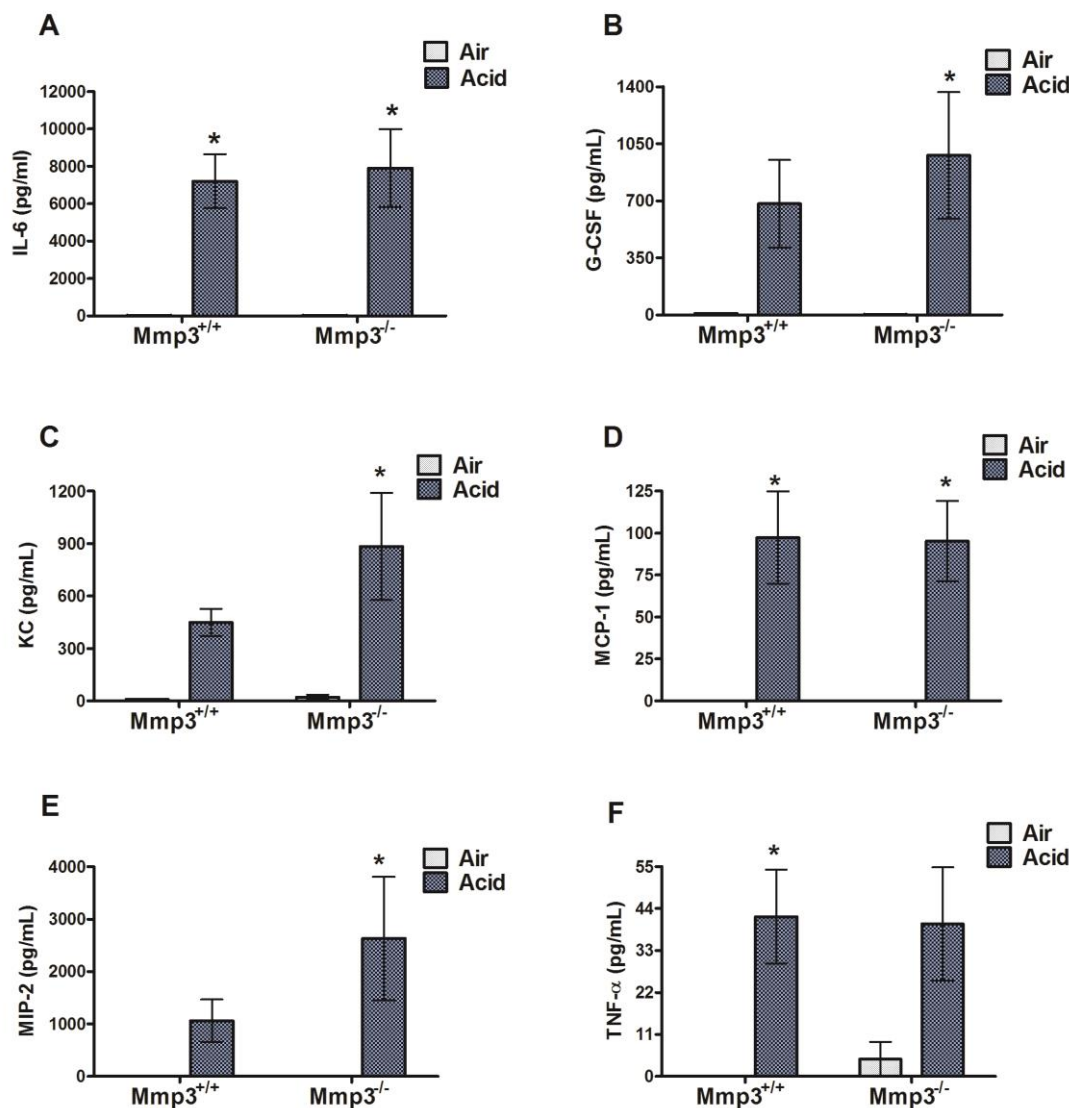 A
Air
Acid
IL-6 (pg/ml)
12000
10000
8000
6000
4000
2000
0
*
*
Mmp3+/+
Mmp3-/-
B
Air
Acid
G-CSF (pg/mL)
1400
1050
700
350
0
*
Mmp3+/+
Mmp3-/-
C
Air
Acid
KC (pg/mL)
1200
900
600
300
0
*
Mmp3+/+
Mmp3-/-
D
Air
Acid
MCP-1 (pg/mL)
125
100
75
50
25
0
*
*
Mmp3+/+
Mmp3-/-
E
Air
Acid
MIP-2 (pg/mL)
4000
3000
2000
1000
0
*
Mmp3+/+
Mmp3-/-
F
Air
Acid
TNF-α (pg/mL)
55
44
33
22
11
0
*
Mmp3+/+
Mmp3-/-